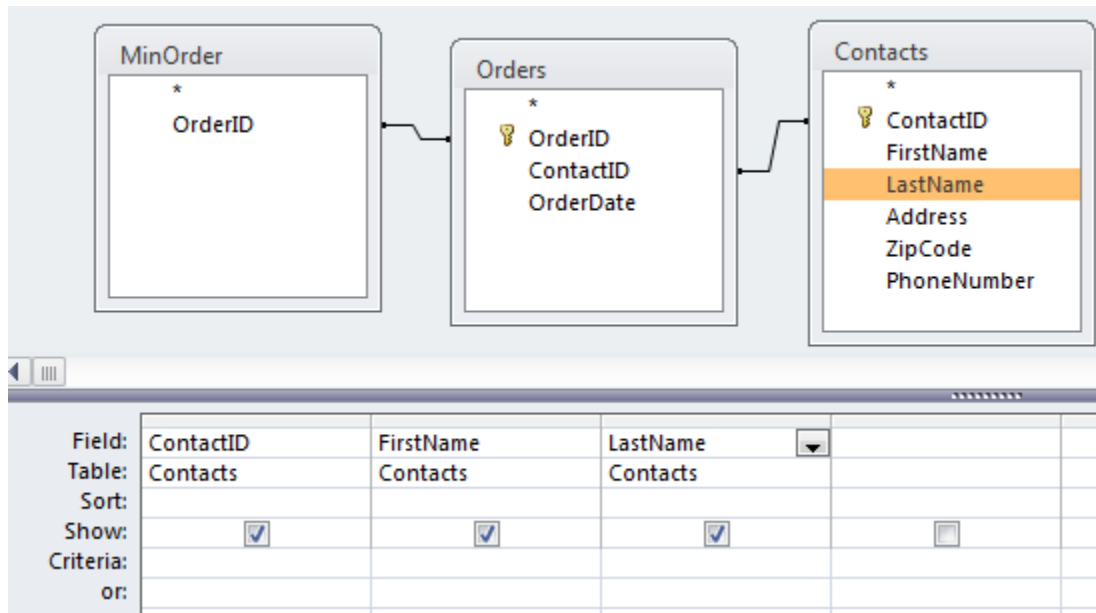 MinOrder
*
OrderID
Orders
*
OrderID
ContactID
OrderDate
Contacts
*
ContactID
FirstName
LastName
Address
ZipCode
PhoneNumber
Field: ContactID FirstName LastName
Table: Contacts Contacts Contacts
Sort:
Show:
Criteria:
or: